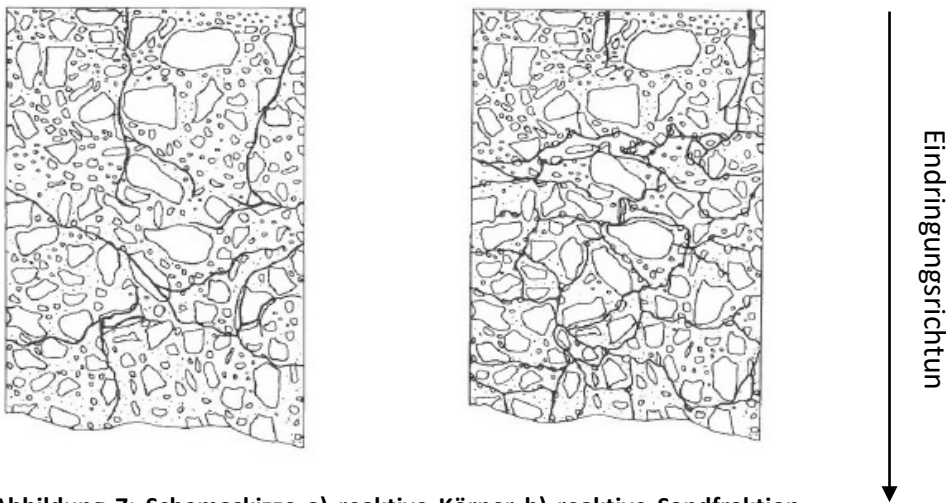 Eindringungsrichtun
Abbildung 7: Schemaskizze a) reaktive Körner b) reaktive Sandfraktion